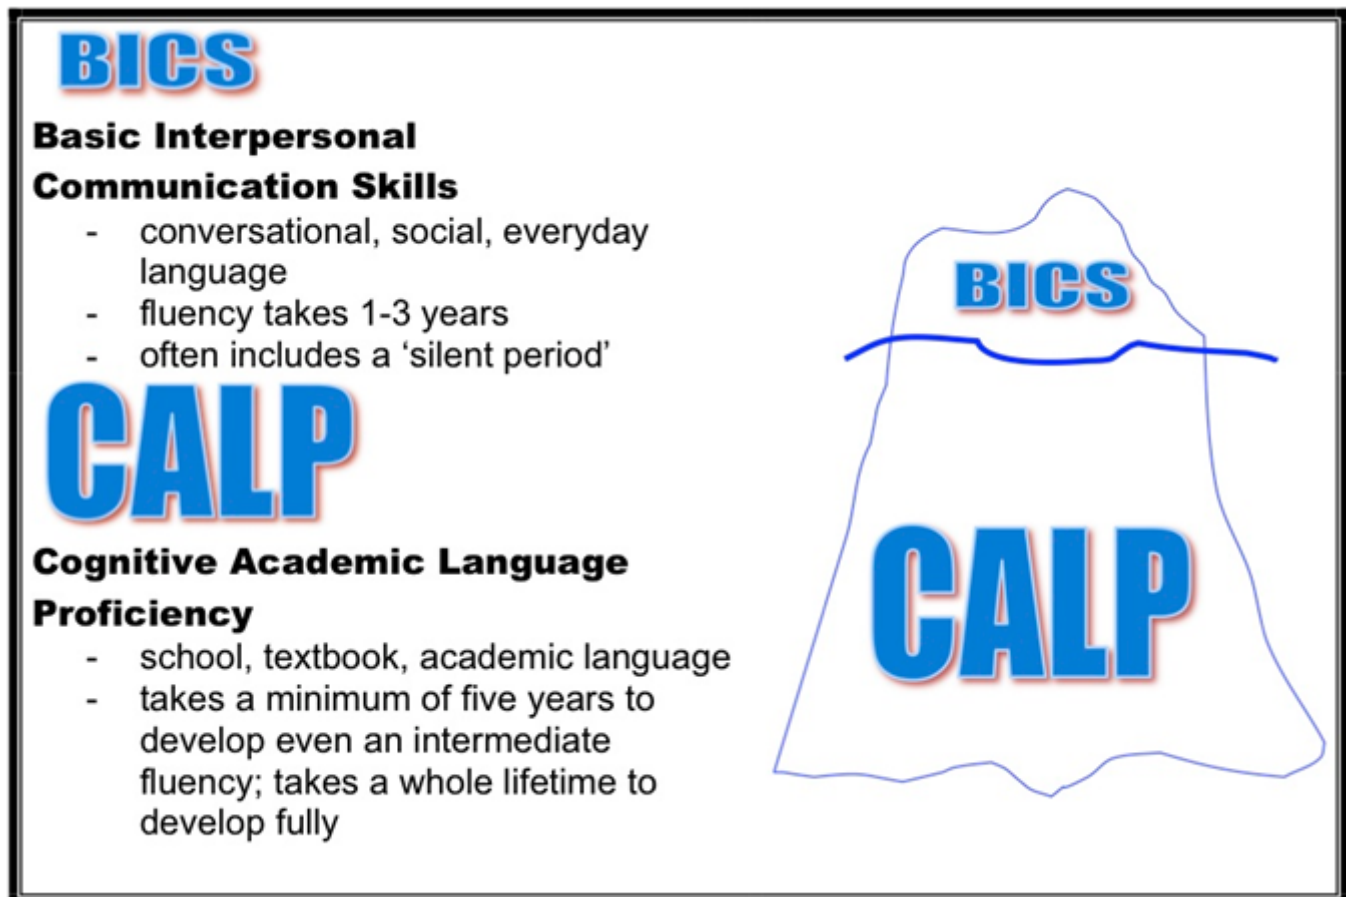 BICS
Basic Interpersonal
Communication Skills
- conversational, social, everyday
language
- fluency takes 1-3 years
- often includes a ‘silent period’
CALP
Cognitive Academic Language
Proficiency
- school, textbook, academic language
- takes a minimum of five years to
develop even an intermediate
fluency; takes a whole lifetime to
develop fully
BICS
CALP